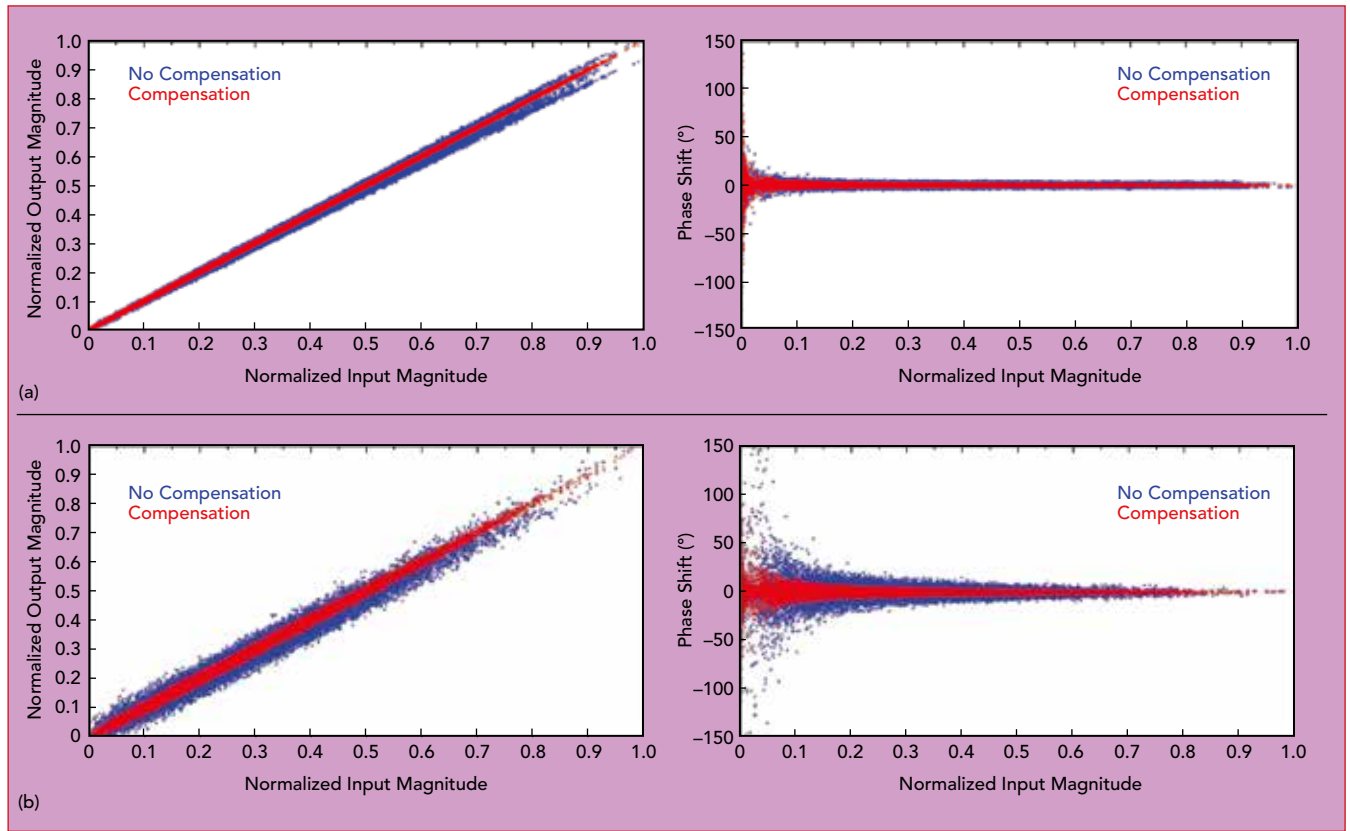 1.0
0.9
0.8
0.7
0.6
0.5
0.4
0.3
0.2
0.1
0
Normalized Output Magnitude
No Compensation
Compensation
0 0.1 0.2 0.3 0.4 0.5 0.6 0.7 0.8 0.9 1.0
Normalized Input Magnitude
150
100
50
0
−50
−100
−150
Phase Shift (°)
No Compensation
Compensation
0 0.1 0.2 0.3 0.4 0.5 0.6 0.7 0.8 0.9 1.0
Normalized Input Magnitude
(a)
1.0
0.9
0.8
0.7
0.6
0.5
0.4
0.3
0.2
0.1
0
Normalized Output Magnitude
No Compensation
Compensation
0 0.1 0.2 0.3 0.4 0.5 0.6 0.7 0.8 0.9 1.0
Normalized Input Magnitude
150
100
50
0
−50
−100
−150
Phase Shift (°)
No Compensation
Compensation
0 0.1 0.2 0.3 0.4 0.5 0.6 0.7 0.8 0.9 1.0
Normalized Input Magnitude
(b)